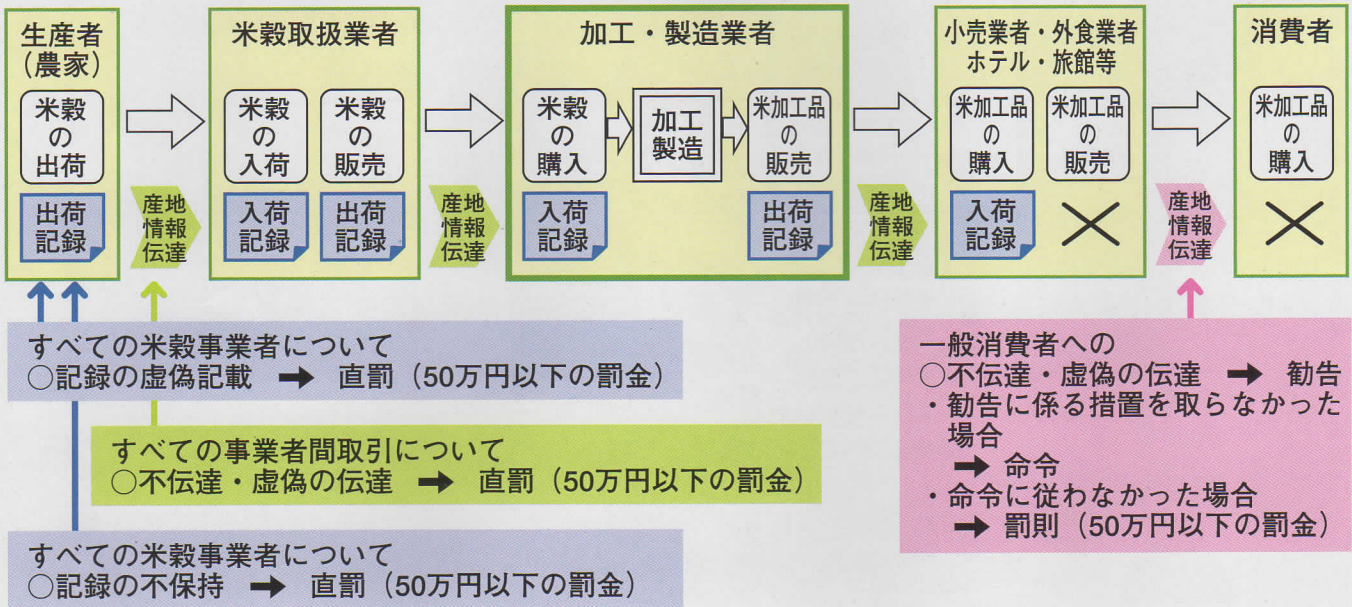 生産者
(農家)
米穀
の
出荷
出荷
記録
産地
情報
伝達
米穀取扱業者
米穀
の
入荷
米穀
の
販売
入荷
記録
出荷
記録
産地
情報
伝達
加工・製造業者
米穀
の
購入
加工
製造
米加工品
の
販売
入荷
記録
出荷
記録
産地
情報
伝達
小売業者・外食業者
ホテル・旅館等
米加工品
の
購入
米加工品
の
販売
入荷
記録
産地
情報
伝達
消費者
米加工品
の
購入
すべての米穀事業者について
○記録の虚偽記載 ➡ 直罰(50万円以下の罰金)
すべての事業者間取引について
○不伝達・虚偽の伝達 ➡ 直罰(50万円以下の罰金)
すべての米穀事業者について
○記録の不保持 ➡ 直罰(50万円以下の罰金)
一般消費者への
○不伝達・虚偽の伝達 ➡ 勧告
・勧告に係る措置を取らなかった
場合
➡ 命令
・命令に従わなかった場合
➡ 罰則(50万円以下の罰金)